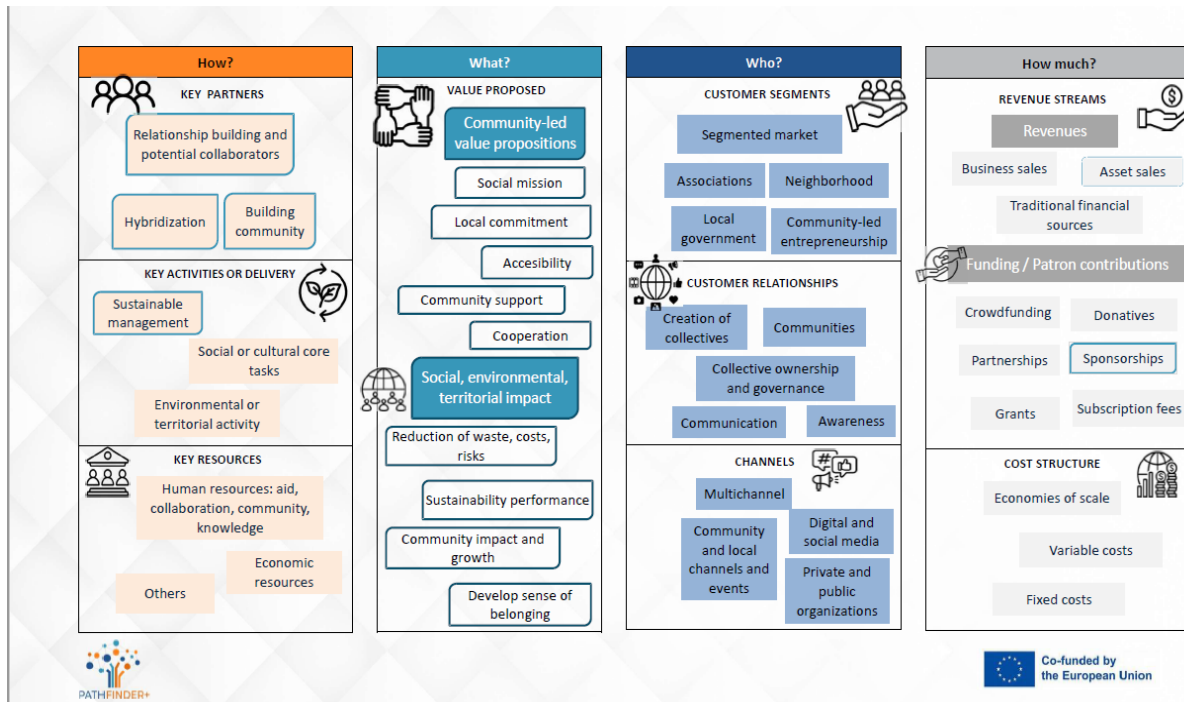 How?
KEY PARTNERS
Relationship building and
potential collaborators
Hybridization
Building
community
KEY ACTIVITIES OR DELIVERY
Sustainable
management
Social or cultural core
tasks
Environmental or
territorial activity
KEY RESOURCES
Human resources: aid,
collaboration, community,
knowledge
Economic
resources
Others
What?
VALUE PROPOSED
Community-led
value propositions
Social mission
Local commitment
Accesibility
Community support
Cooperation
Social, environmental,
territorial impact
Reduction of waste, costs,
risks
Sustainability performance
Community impact and
growth
Develop sense of
belonging
Who?
CUSTOMER SEGMENTS
Segmented market
Associations
Neighborhood
Local
government
Community-led
entrepreneurship
CUSTOMER RELATIONSHIPS
Creation of
collectives
Communities
Collective ownership
and governance
Communication
Awareness
CHANNELS
Multichannel
Community
and local
channels and
events
Digital and
social media
Private and
public
organizations
How much?
REVENUE STREAMS
Revenues
Business sales
Asset sales
Traditional financial
sources
Funding / Patron contributions
Crowdfunding
Donatives
Partnerships
Sponsorships
Grants
Subscription fees
COST STRUCTURE
Economies of scale
Variable costs
Fixed costs
PATHFINDER+
Co-funded by
the European Union